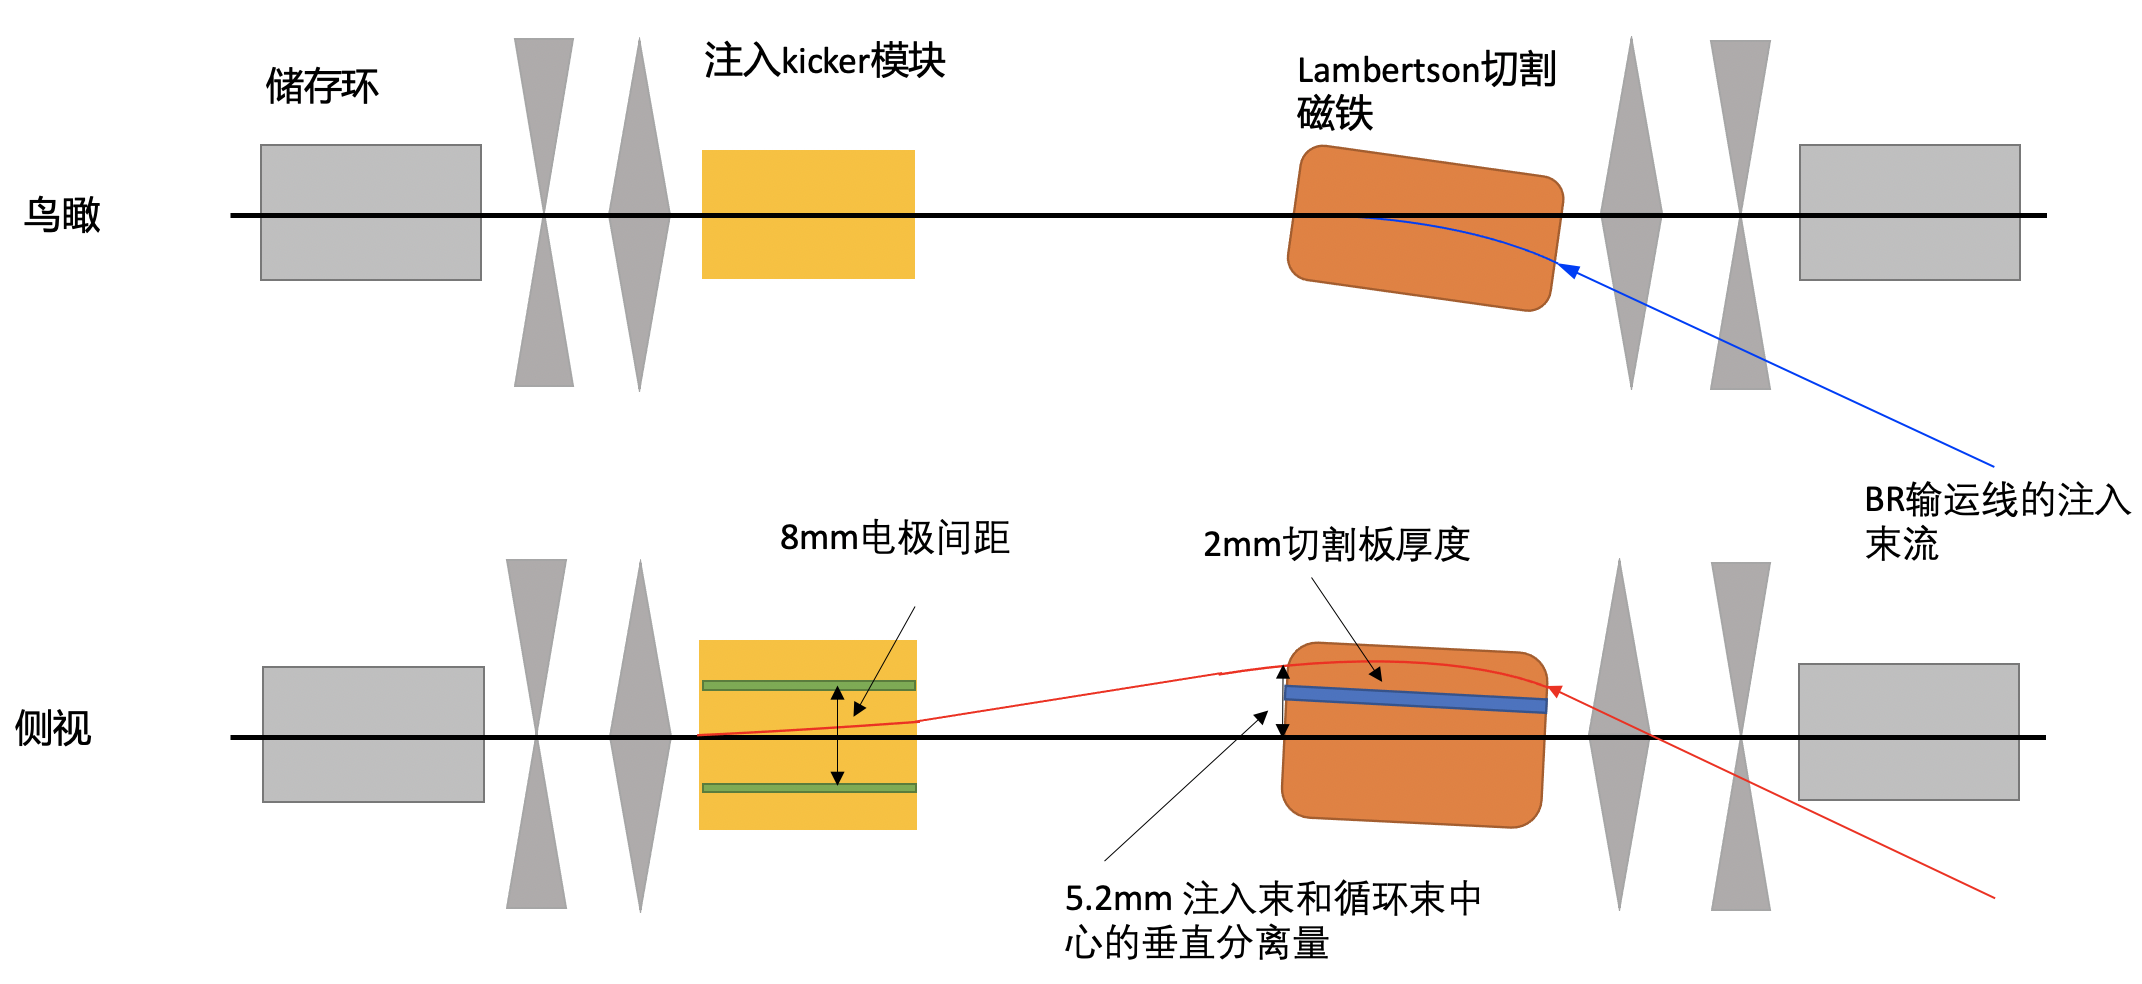 储存环
注入kicker模块
Lambertson切割
磁铁
鸟瞰
BR输运线的注入
束流
8mm电极间距
2mm切割板厚度
侧视
5.2mm 注入束和循环束中
心的垂直分离量